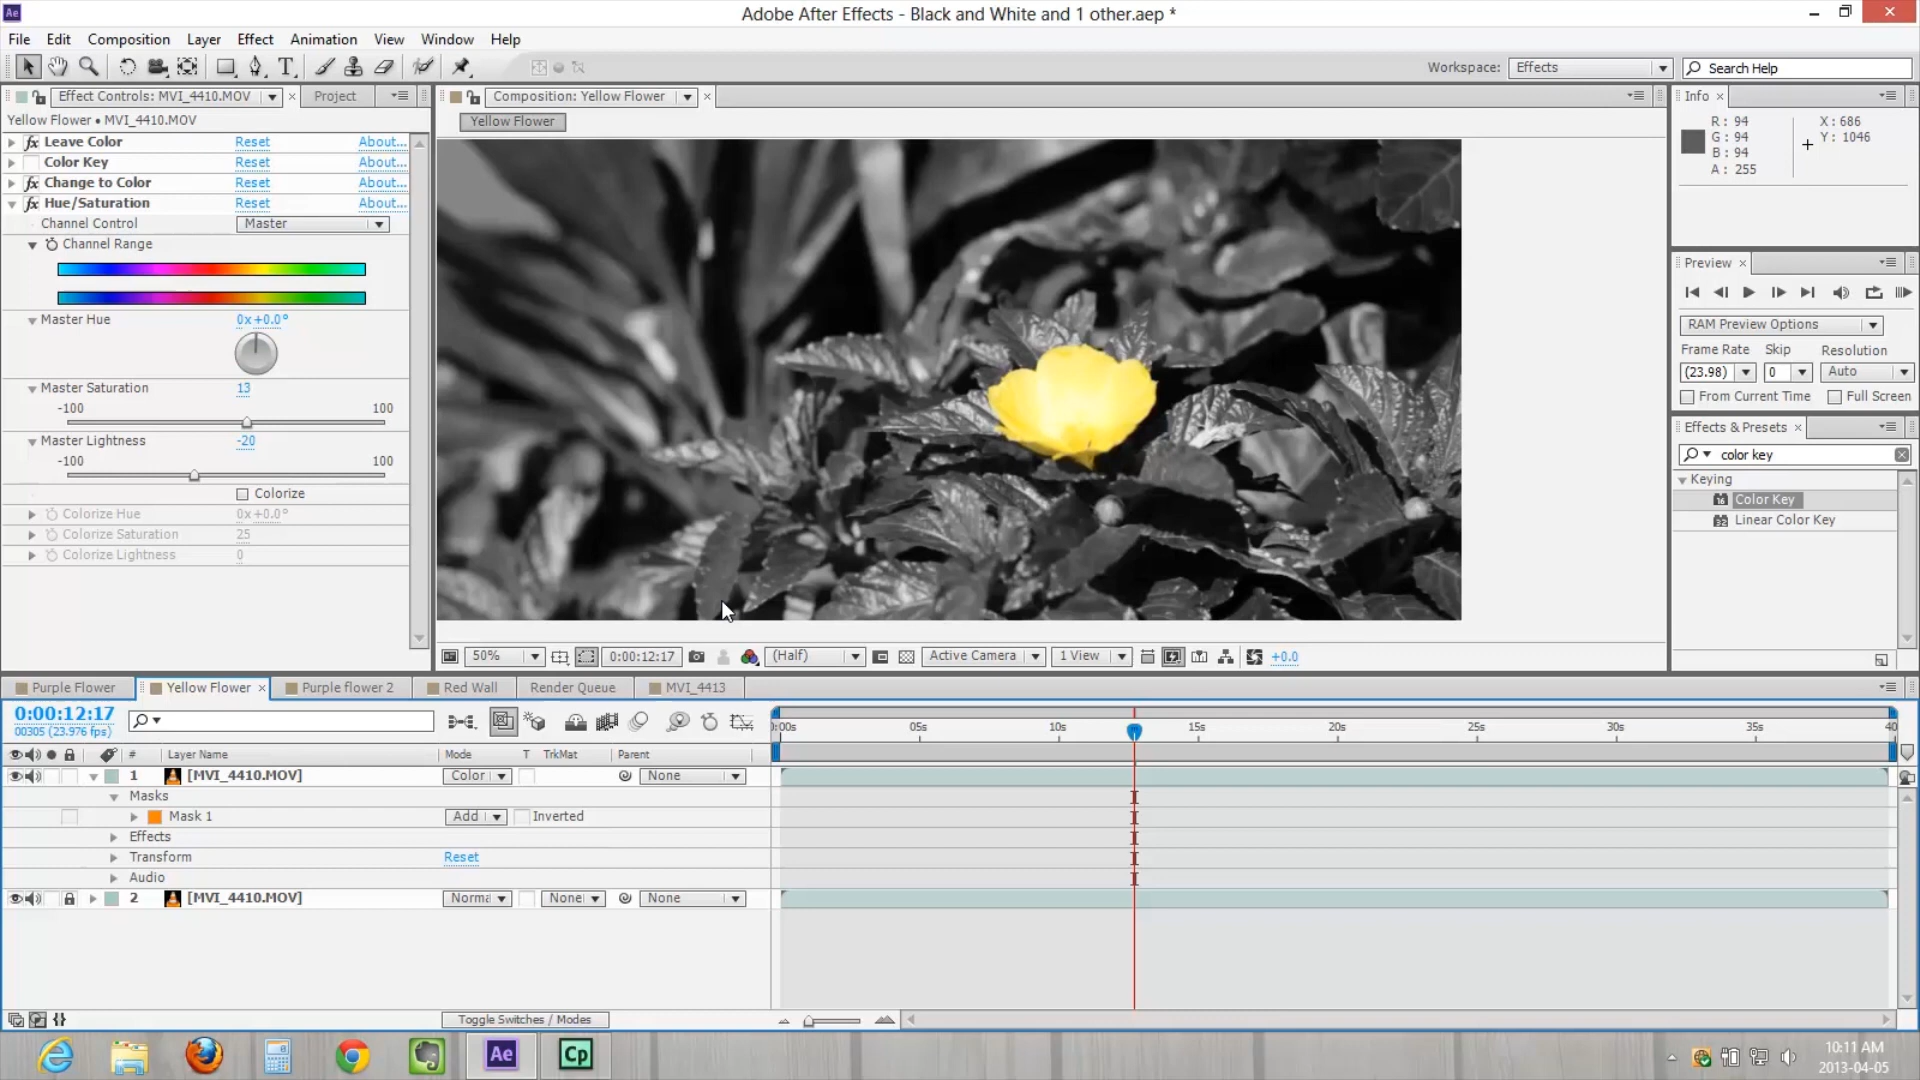 Ae
Adobe After Effects - Black and White and 1 other.aep *
File Edit Composition Layer Effect Animation View Window Help
Workspace: Effects
Search Help
Effect Controls: MVI_4410.MOV
Project
Yellow Flower • MVI_4410.MOV
fx Leave Color Reset About...
Color Key Reset About...
fx Change to Color Reset About...
fx Hue/Saturation Reset About...
Channel Control Master
Channel Range
Master Hue 0x+0.0°
Master Saturation 13
-100 100
Master Lightness -20
-100 100
Colorize
Colorize Hue 0x+0.0°
Colorize Saturation 25
Colorize Lightness 0
Composition: Yellow Flower
Yellow Flower
50% 0:00:12:17 (Half) Active Camera 1 View +0.0
Info
R: 94 X: 686
G: 94 Y: 1046
B: 94
A: 255
Preview
RAM Preview Options
Frame Rate Skip Resolution
(23.98) 0 Auto
From Current Time Full Screen
Effects & Presets
color key
Keying
Color Key
Linear Color Key
Purple Flower Yellow Flower Purple flower 2 Red Wall Render Queue MVI_4413
0:00:12:17
00305 (23.976 fps)
:00s 05s 10s 15s 20s 25s 30s 35s 40
# Layer Name Mode T TrkMat Parent
1 [MVI_4410.MOV] Color None
Masks
Mask 1 Add Inverted
Effects
Transform Reset
Audio
2 [MVI_4410.MOV] Norma None None
Toggle Switches / Modes
Ae Cp
10:11 AM
2013-04-05